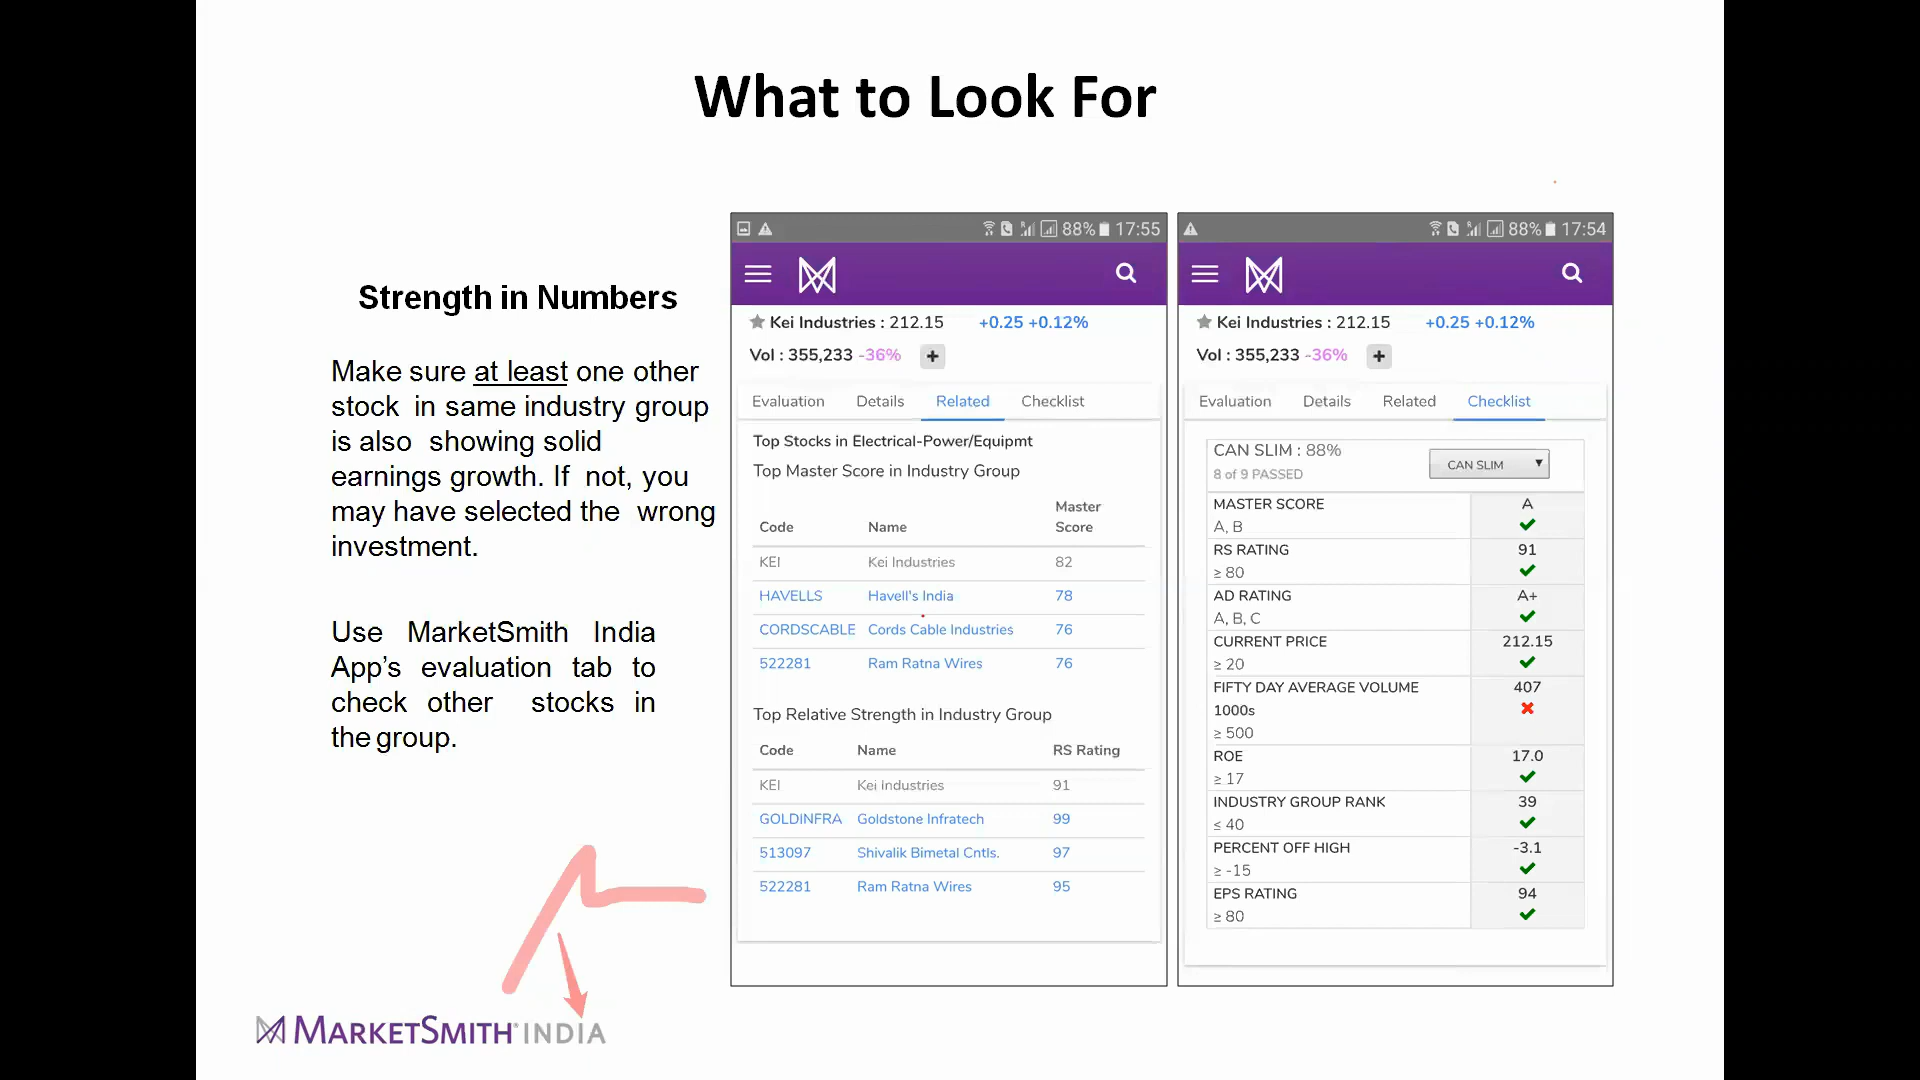 What to Look For
Strength in Numbers
Make sure at least one other
stock in same industry group
is also showing solid
earnings growth. If not, you
may have selected the wrong
investment.
Use MarketSmith India
App’s evaluation tab to
check other stocks in
the group.
88% 17:55
Kei Industries : 212.15 +0.25 +0.12%
Vol : 355,233 -36% +
Evaluation Details Related Checklist
Top Stocks in Electrical-Power/Equipmt
Top Master Score in Industry Group
Code Name Master
Score
KEI Kei Industries 82
HAVELLS Havell's India 78
CORDSCABLE Cords Cable Industries 76
522281 Ram Ratna Wires 76
Top Relative Strength in Industry Group
Code Name RS Rating
KEI Kei Industries 91
GOLDINFRA Goldstone Infratech 99
513097 Shivalik Bimetal Cntls. 97
522281 Ram Ratna Wires 95
88% 17:54
Kei Industries : 212.15 +0.25 +0.12%
Vol : 355,233 -36% +
Evaluation Details Related Checklist
CAN SLIM : 88%
8 of 9 PASSED
CAN SLIM
MASTER SCORE A
A, B
RS RATING 91
≥ 80
AD RATING A+
A, B, C
CURRENT PRICE 212.15
≥ 20
FIFTY DAY AVERAGE VOLUME 407
1000s
≥ 500
ROE 17.0
≥ 17
INDUSTRY GROUP RANK 39
≤ 40
PERCENT OFF HIGH -3.1
≥ -15
EPS RATING 94
≥ 80
MARKETSMITH® INDIA